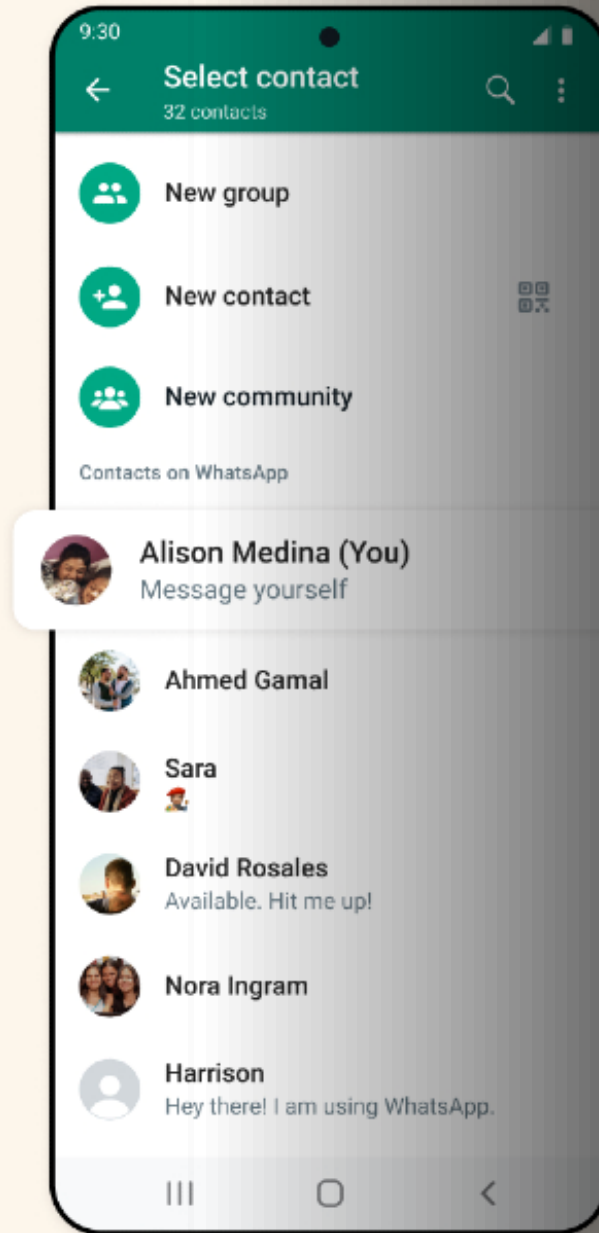 9:30
Select contact
32 contacts
New group
New contact
New community
Contacts on WhatsApp
Alison Medina (You)
Message yourself
Ahmed Gamal
Sara
David Rosales
Available. Hit me up!
Nora Ingram
Harrison
Hey there! I am using WhatsApp.